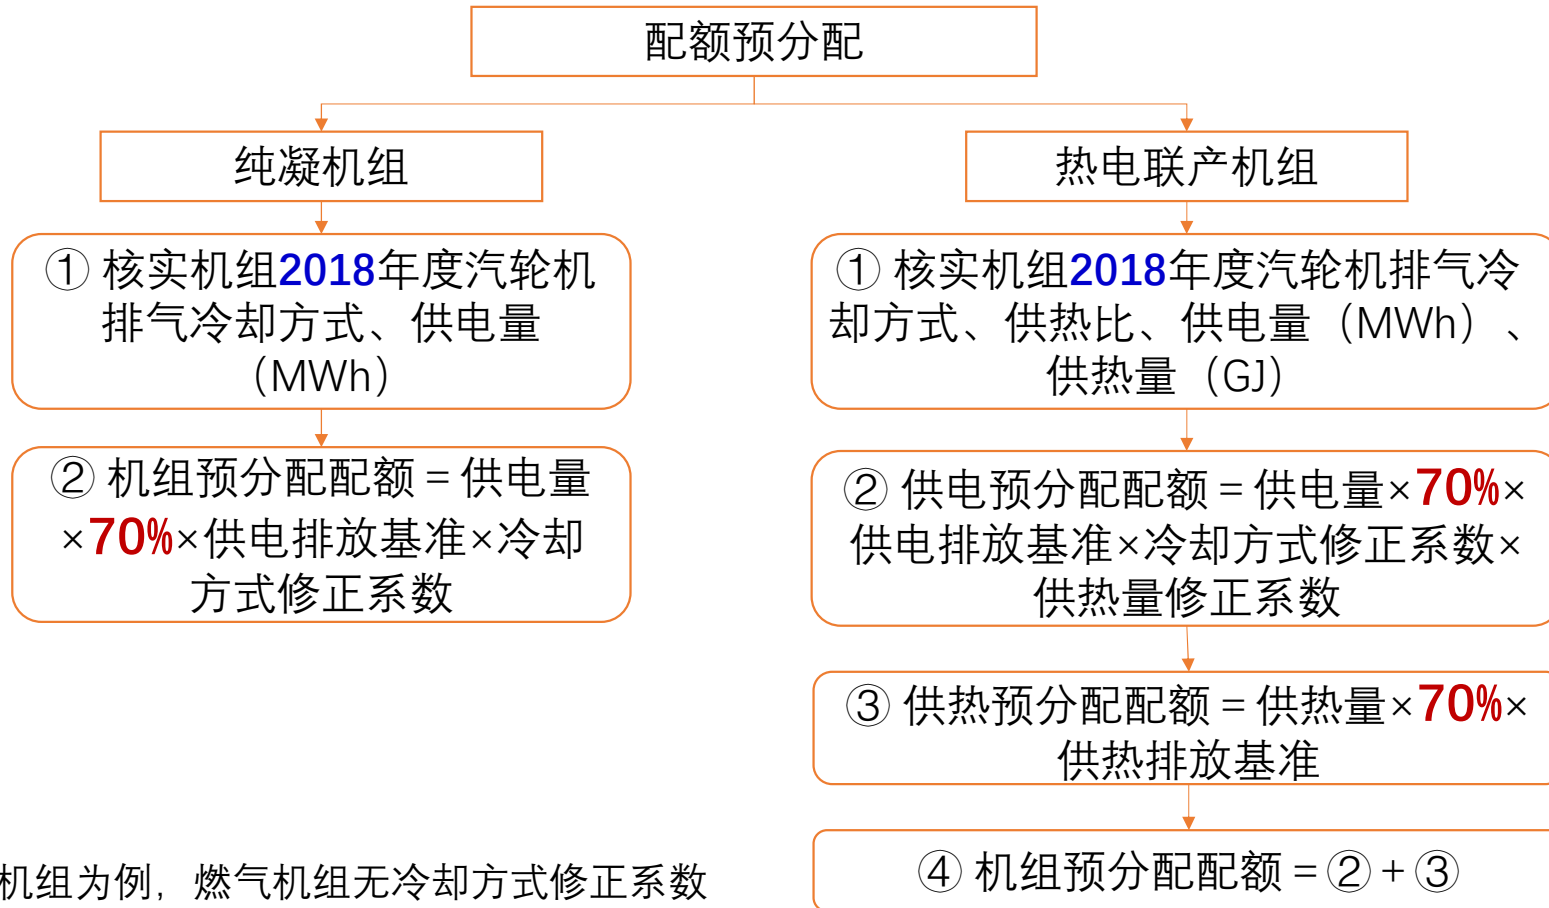 配额预分配
纯凝机组
① 核实机组2018年度汽轮机
排气冷却方式、供电量
（MWh）
② 机组预分配配额 = 供电量
×70%×供电排放基准×冷却
方式修正系数
热电联产机组
① 核实机组2018年度汽轮机排气冷
却方式、供热比、供电量（MWh）、
供热量（GJ）
② 供电预分配配额 = 供电量×70%×
供电排放基准×冷却方式修正系数×
供热量修正系数
③ 供热预分配配额 = 供热量×70%×
供热排放基准
④ 机组预分配配额 = ② + ③
机组为例，燃气机组无冷却方式修正系数